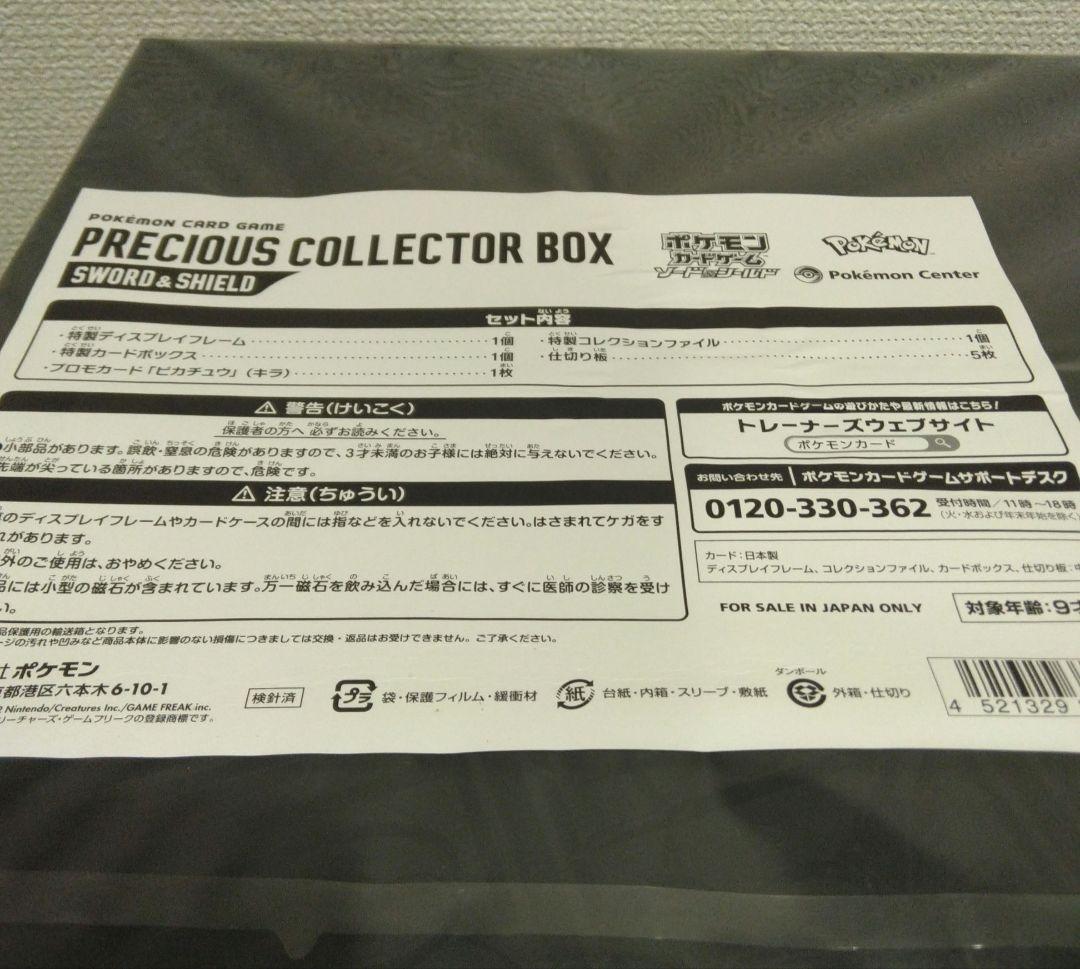 POKÉMON CARD GAME
PRECIOUS COLLECTOR BOX
SWORD & SHIELD
ポケモン
カードゲーム
ソード&シールド
POKÉMON
Pokémon Center
セット内容
・特製ディスプレイフレーム 1個
・特製カードボックス 1個
・プロモカード「ピカチュウ」(キラ) 1枚
・特製コレクションファイル 1個
・仕切り板 5枚
警告(けいこく)
保護者の方へ 必ずお読みください。
小部品があります。誤飲・窒息の危険がありますので、3才未満のお子様には絶対に与えないでください。
先端が尖っている箇所がありますので、危険です。
注意(ちゅうい)
のディスプレイフレームやカードケースの間には指などを入れないでください。はさまれてケガをす
があります。
外のご使用は、おやめください。
には小型の磁石が含まれています。万一磁石を飲み込んだ場合には、すぐに医師の診察を受け
い。
品保護用の輸送箱となります。
ージの汚れや凹みなど商品本体に影響のない損傷につきましては交換・返品はお受けできません。ご了承ください。
ポケモン
都港区六本木 6-10-1
Nintendo/Creatures Inc./GAME FREAK inc.
リーチャーズ・ゲームフリークの登録商標です。
検針済
プラ 袋・保護フィルム・緩衝材
紙 台紙・内箱・スリーブ・敷紙
ダンボール
外箱・仕切り
ポケモンカードゲームの遊びかたや最新情報はこちら!
トレーナーズウェブサイト
ポケモンカード
お問い合わせ先 ポケモンカードゲームサポートデスク
0120-330-362 受付時間/11時~18時
(火・水および年末年始を除く)
カード:日本製
ディスプレイフレーム、コレクションファイル、カードボックス、仕切り板:
FOR SALE IN JAPAN ONLY
対象年齢:9才
4 521329